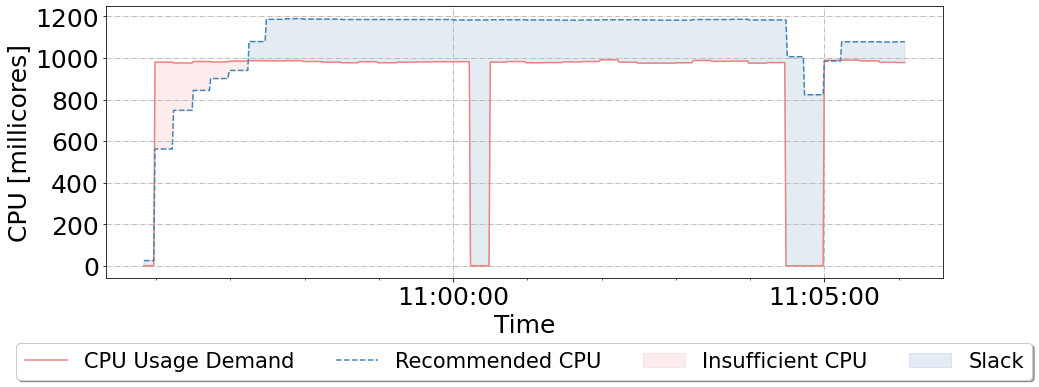 CPU [millicores]
1200
1000
800
600
400
200
0
11:00:00 11:05:00
Time
CPU Usage Demand Recommended CPU Insufficient CPU Slack